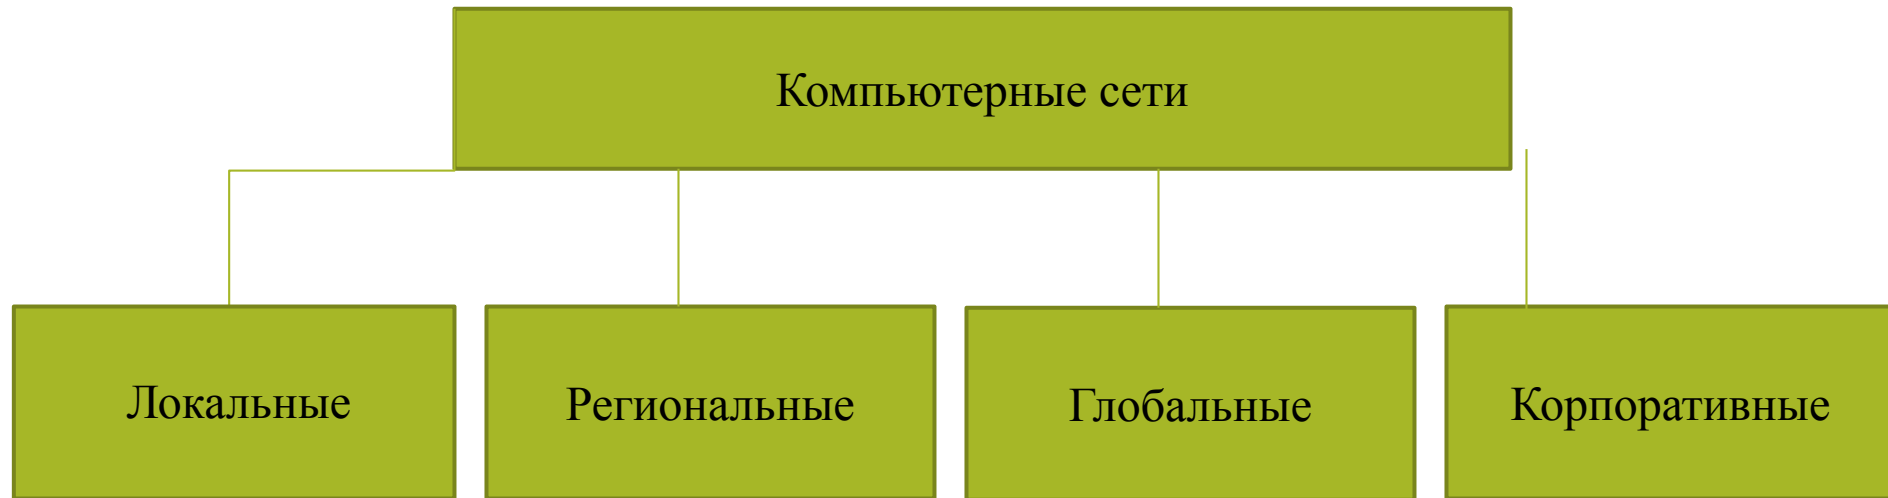 Компьютерные сети
Локальные
Региональные
Глобальные
Корпоративные